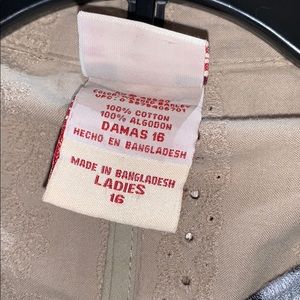 100% COTTON
100% ALGODON
DAMAS 16
HECHO EN BANGLADESH
MADE IN BANGLADESH
LADIES
16